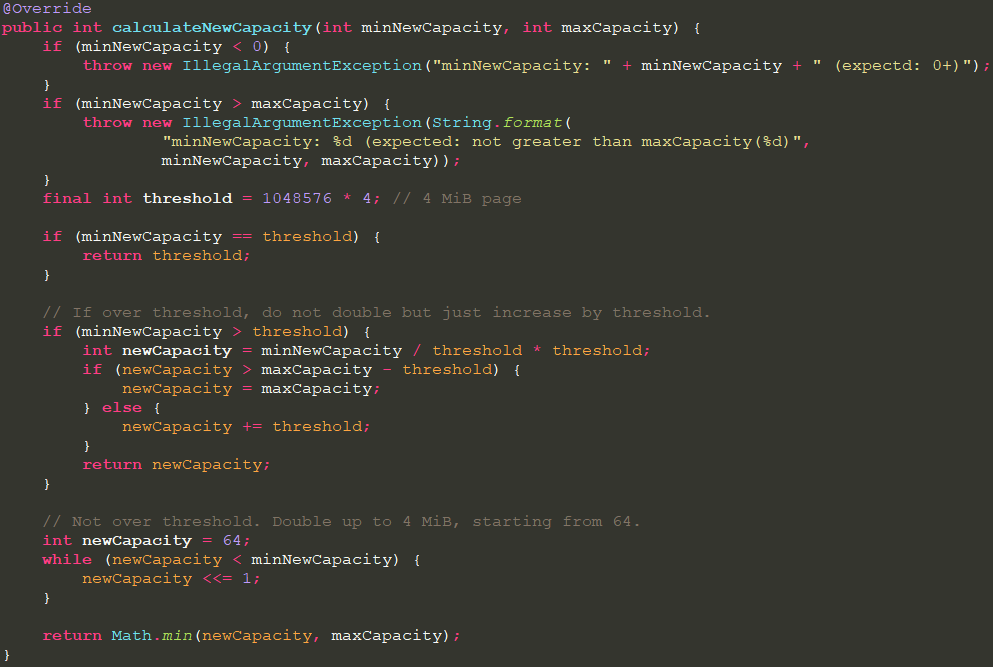 @Override
public int calculateNewCapacity(int minNewCapacity, int maxCapacity) {
    if (minNewCapacity < 0) {
        throw new IllegalArgumentException("minNewCapacity: " + minNewCapacity + " (expectd: 0+)");
    }
    if (minNewCapacity > maxCapacity) {
        throw new IllegalArgumentException(String.format(
                "minNewCapacity: %d (expected: not greater than maxCapacity(%d)",
                minNewCapacity, maxCapacity));
    }
    final int threshold = 1048576 * 4; // 4 MiB page

    if (minNewCapacity == threshold) {
        return threshold;
    }

    // If over threshold, do not double but just increase by threshold.
    if (minNewCapacity > threshold) {
        int newCapacity = minNewCapacity / threshold * threshold;
        if (newCapacity > maxCapacity - threshold) {
            newCapacity = maxCapacity;
        } else {
            newCapacity += threshold;
        }
        return newCapacity;
    }

    // Not over threshold. Double up to 4 MiB, starting from 64.
    int newCapacity = 64;
    while (newCapacity < minNewCapacity) {
        newCapacity <<= 1;
    }

    return Math.min(newCapacity, maxCapacity);
}